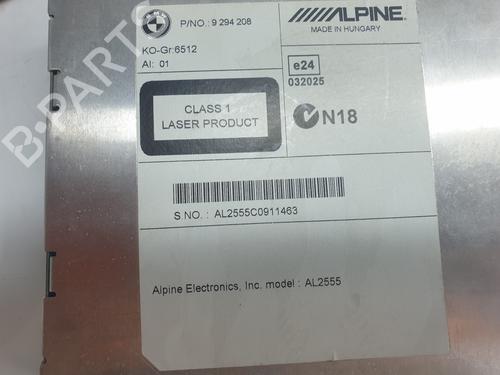 BMW
P/NO.: 9 294 208
ALPINE
MADE IN HUNGARY
KO-Gr:6512
AI: 01
e24
032025
CLASS 1
LASER PRODUCT
N18
S.NO. : AL2555C0911463
Alpine Electronics, Inc. model : AL2555
B-PARTS